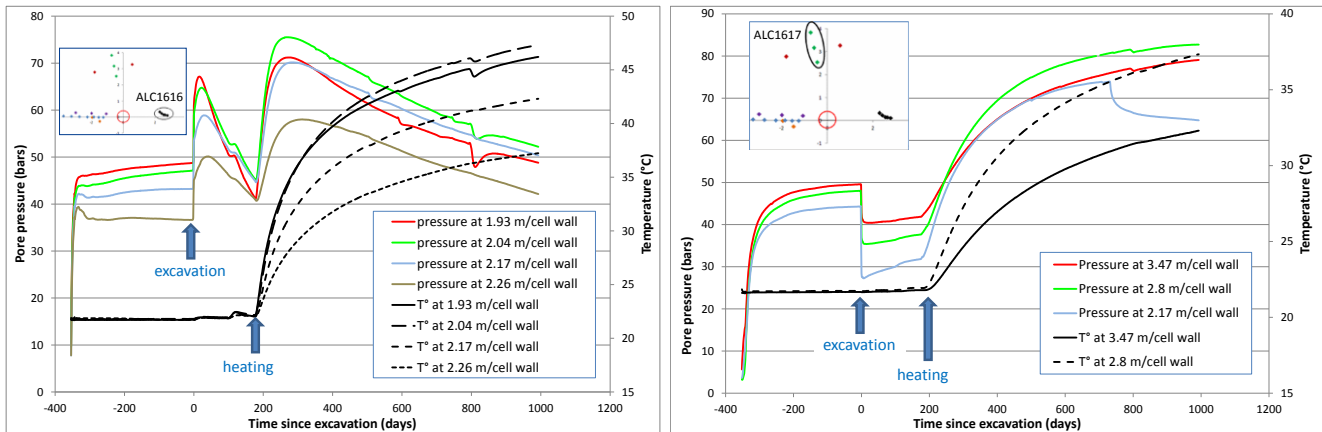 80
70
60
50
40
30
20
10
0
Pore pressure (bars)
50
45
40
35
30
25
20
15
Temperature (°C)
ALC1616
excavation
heating
pressure at 1.93 m/cell wall
pressure at 2.04 m/cell wall
pressure at 2.17 m/cell wall
pressure at 2.26 m/cell wall
T° at 1.93 m/cell wall
T° at 2.04 m/cell wall
T° at 2.17 m/cell wall
T° at 2.26 m/cell wall
-400 -200 0 200 400 600 800 1000
Time since excavation (days)
90
80
70
60
50
40
30
20
10
0
Pore pressure (bars)
40
35
30
25
20
15
Temperature (°C)
ALC1617
excavation
heating
Pressure at 3.47 m/cell wall
Pressure at 2.8 m/cell wall
Pressure at 2.17 m/cell wall
T° at 3.47 m/cell wall
T° at 2.8 m/cell wall
-400 -200 0 200 400 600 800 1000
Time since excavation (days)